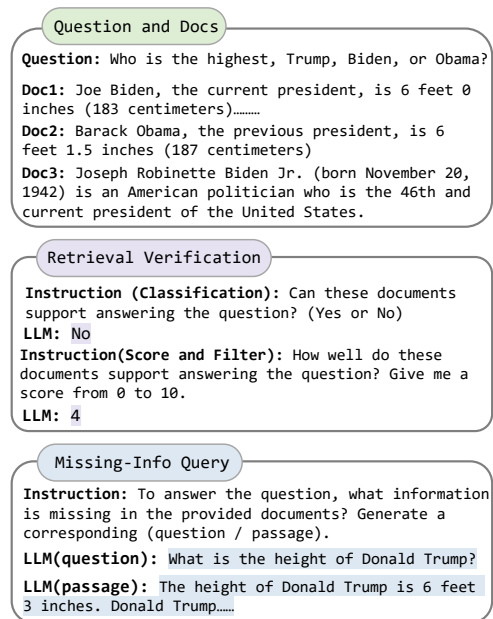 Question and Docs
Question: Who is the highest, Trump, Biden, or Obama?
Doc1: Joe Biden, the current president, is 6 feet 0
inches (183 centimeters)………
Doc2: Barack Obama, the previous president, is 6
feet 1.5 inches (187 centimeters)
Doc3: Joseph Robinette Biden Jr. (born November 20,
1942) is an American politician who is the 46th and
current president of the United States.
Retrieval Verification
Instruction (Classification): Can these documents
support answering the question? (Yes or No)
LLM: No
Instruction(Score and Filter): How well do these
documents support answering the question? Give me a
score from 0 to 10.
LLM: 4
Missing-Info Query
Instruction: To answer the question, what information
is missing in the provided documents? Generate a
corresponding (question / passage).
LLM(question): What is the height of Donald Trump?
LLM(passage): The height of Donald Trump is 6 feet
3 inches. Donald Trump……